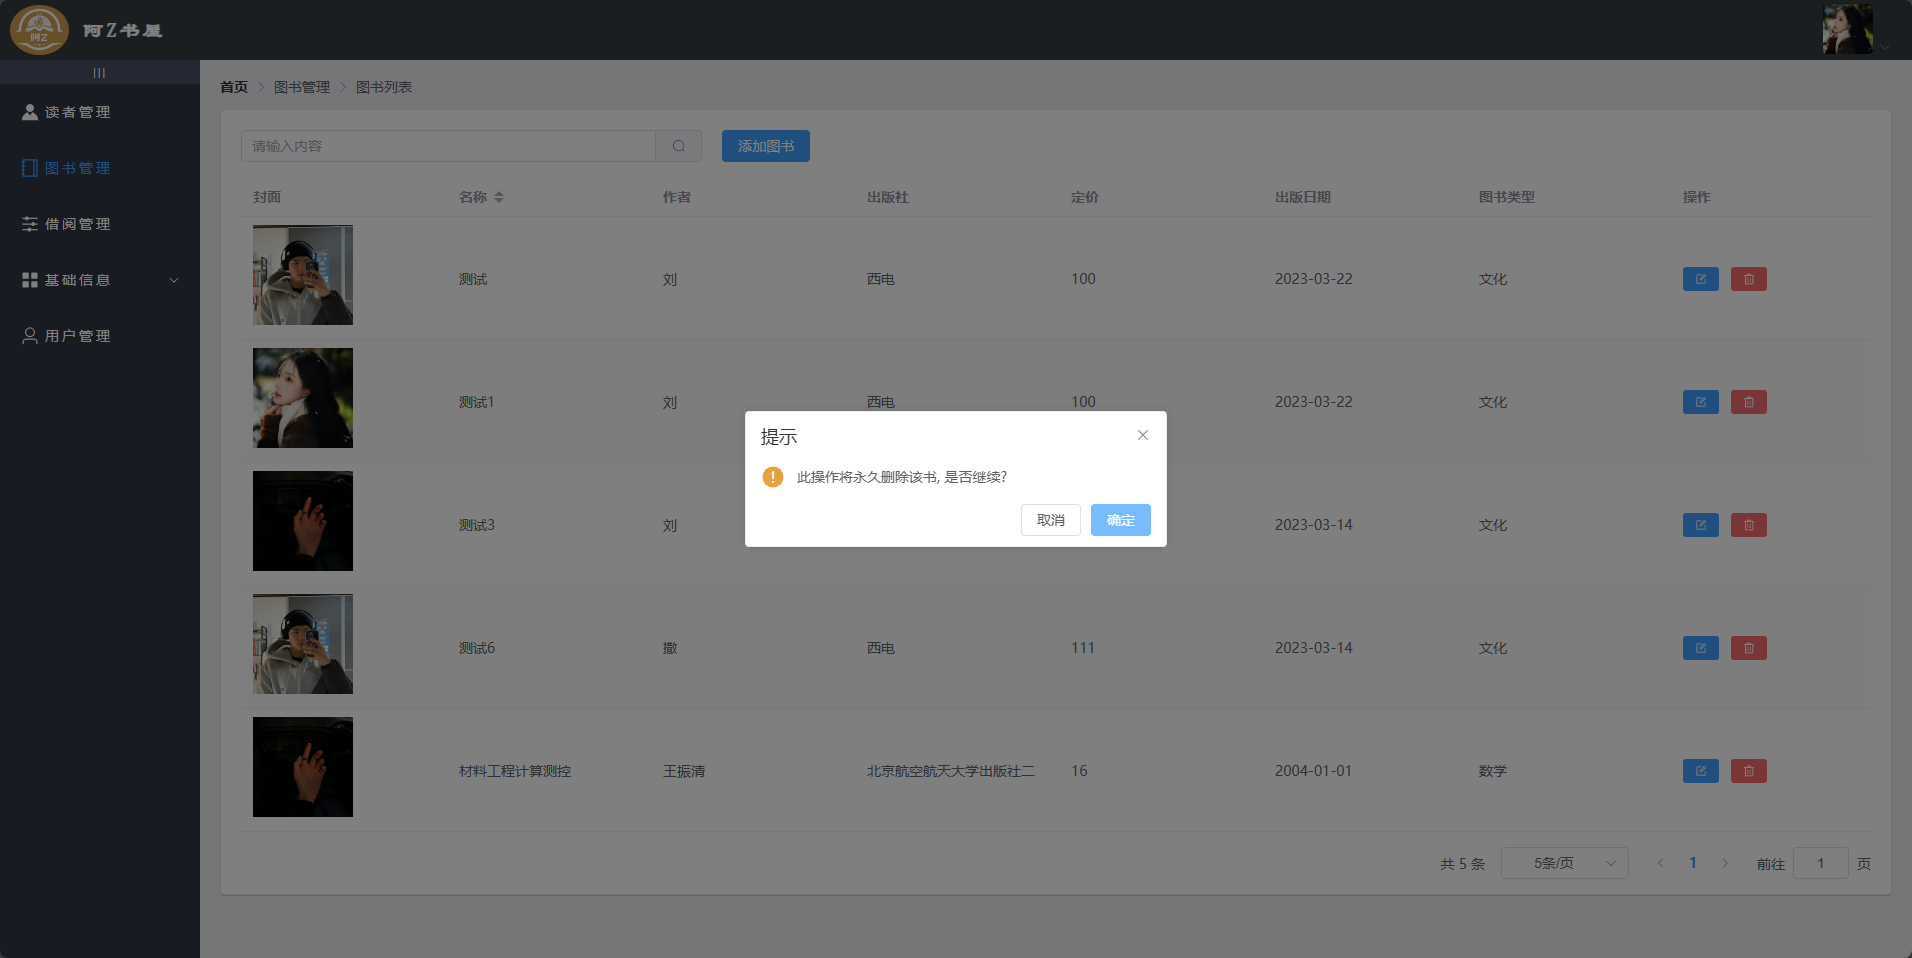 阿Z书屋
阿Z
读者管理
图书管理
借阅管理
基础信息
用户管理
首页 图书管理 图书列表
请输入内容 添加图书
封面 名称 作者 出版社 定价 出版日期 图书类型 操作
测试 刘 西电 100 2023-03-22 文化
测试1 刘 西电 100 2023-03-22 文化
测试3 刘 2023-03-14 文化
测试6 撒 西电 111 2023-03-14 文化
材料工程计算测控 王振清 北京航空航天大学出版社二 16 2004-01-01 数学
提示
此操作将永久删除该书, 是否继续?
取消 确定
共 5 条 5条/页 1 前往 1 页